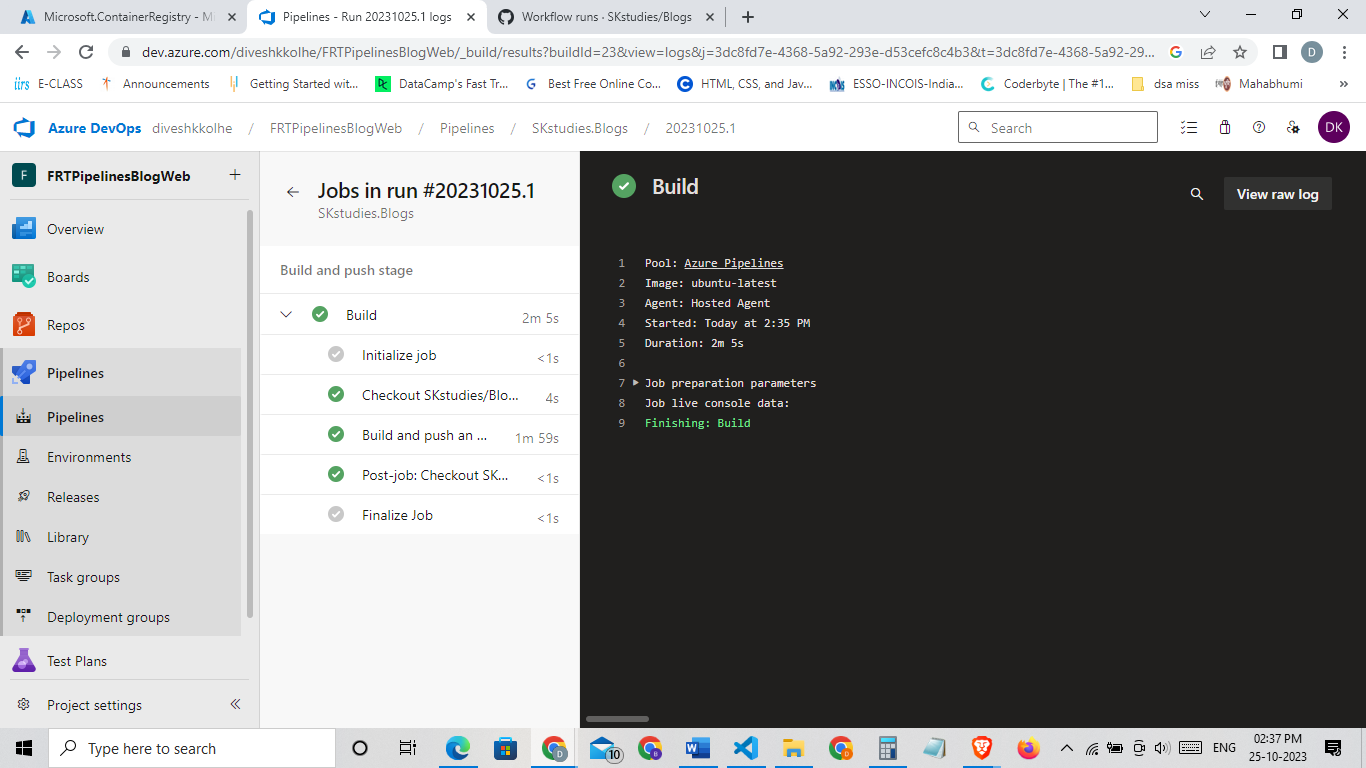 Microsoft.ContainerRegistry - Mi
Pipelines - Run 20231025.1 logs
Workflow runs · SKstudies/Blogs
dev.azure.com/diveshkkolhe/FRTPipelinesBlogWeb/_build/results?buildId=23&view=logs&j=3dc8fd7e-4368-5a92-293e-d53cefc8c4b3&t=3dc8fd7e-4368-5a92-29...
D
iirs E-CLASS
Announcements
Getting Started wit...
DataCamp's Fast Tr...
Best Free Online Co...
HTML, CSS, and Jav...
ESSO-INCOIS-India...
Coderbyte | The #1...
dsa miss
Mahabhumi
»
Azure DevOps diveshkkolhe / FRTPipelinesBlogWeb / Pipelines / SKstudies.Blogs / 20231025.1
Search
DK
F FRTPipelinesBlogWeb +
Overview
Boards
Repos
Pipelines
Pipelines
Environments
Releases
Library
Task groups
Deployment groups
Test Plans
Project settings
Jobs in run #20231025.1
SKstudies.Blogs
Build and push stage
Build 2m 5s
Initialize job <1s
Checkout SKstudies/Blo... 4s
Build and push an ... 1m 59s
Post-job: Checkout SK... <1s
Finalize Job <1s
Build
View raw log
1 Pool: Azure Pipelines
2 Image: ubuntu-latest
3 Agent: Hosted Agent
4 Started: Today at 2:35 PM
5 Duration: 2m 5s
6
7 Job preparation parameters
8 Job live console data:
9 Finishing: Build
Type here to search
D
10
B
W
D
ENG
02:37 PM
25-10-2023